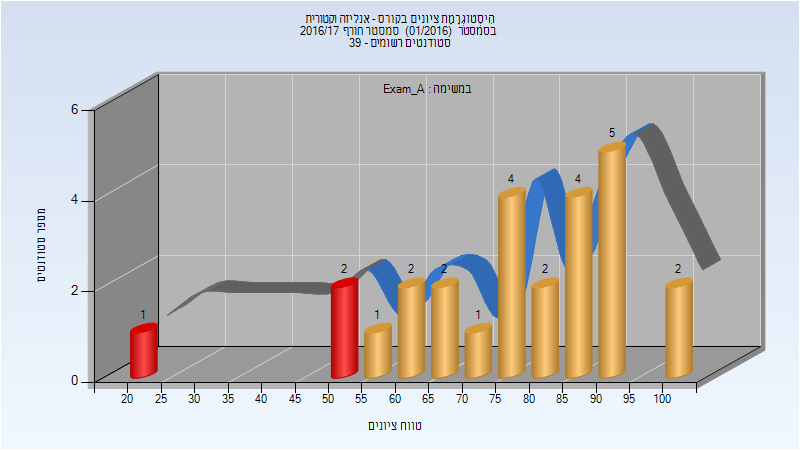 היסטוגרמת ציונים בקורס - אנליזה וקטורית
בסמסטר (01/2016) סמסטר חורף 2016/17
סטודנטים רשומים - 39
במשימה : Exam_A
מספר סטודנטים
6
4
2
0
1
2
1
2
2
1
4
2
4
5
2
20 25 30 35 40 45 50 55 60 65 70 75 80 85 90 95 100
טווח ציונים